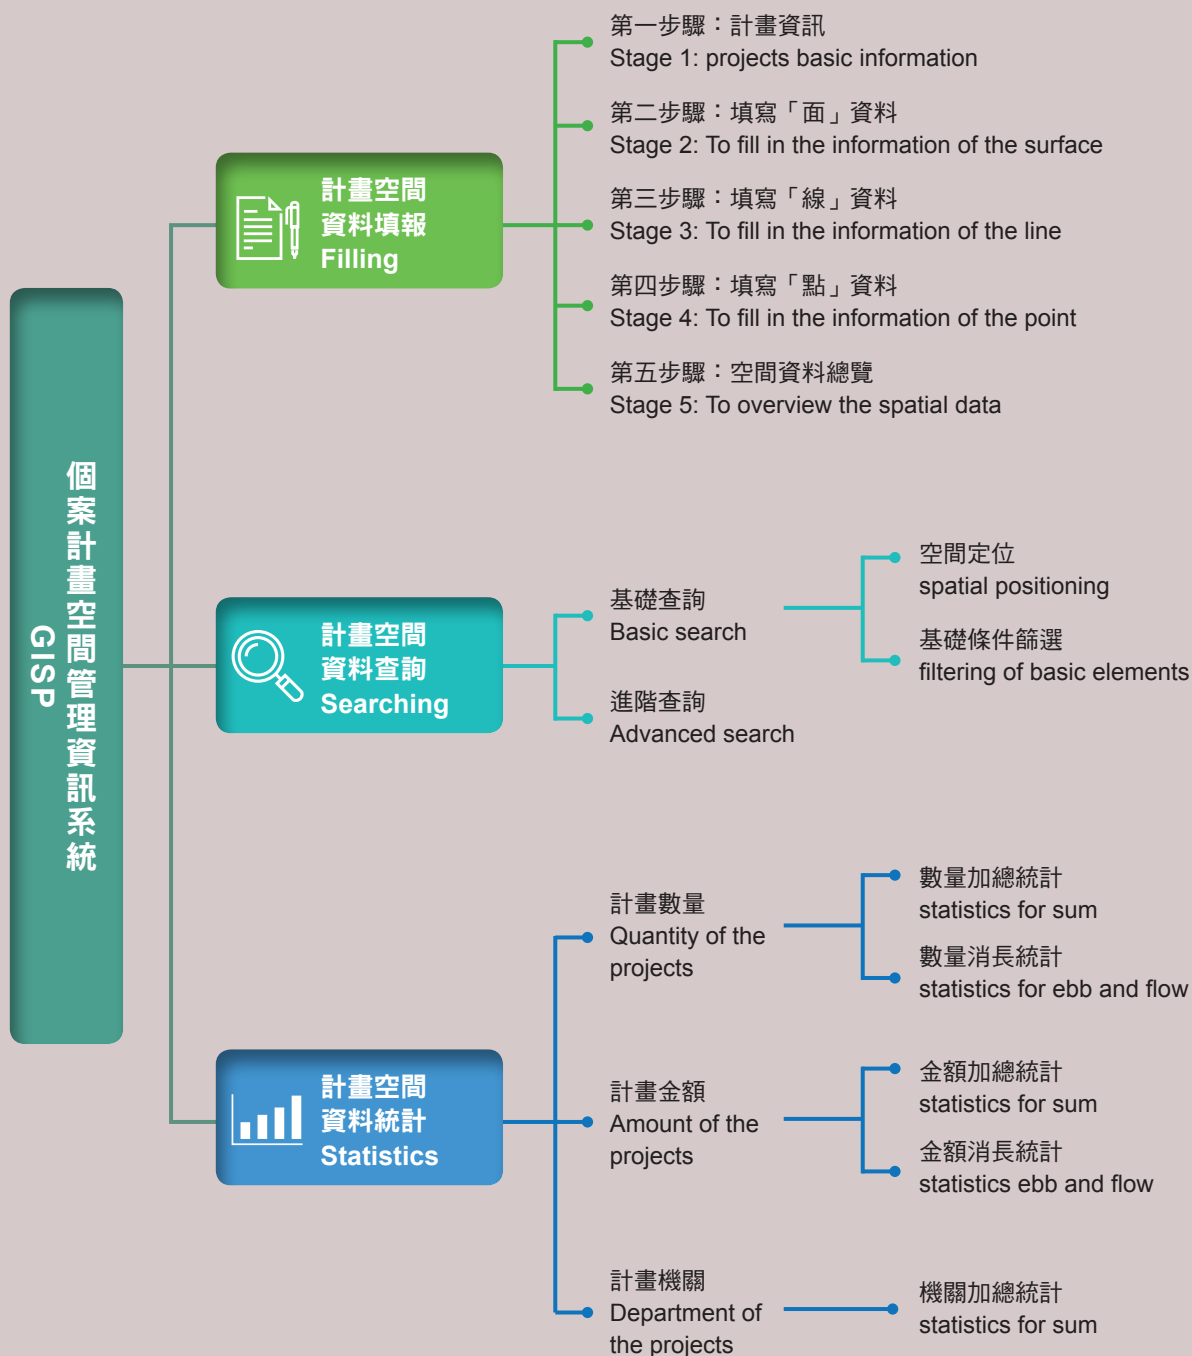 個案計畫空間管理資訊系統
GISP
計畫空間
資料填報
Filling
第一步驟：計畫資訊
Stage 1: projects basic information
第二步驟：填寫「面」資料
Stage 2: To fill in the information of the surface
第三步驟：填寫「線」資料
Stage 3: To fill in the information of the line
第四步驟：填寫「點」資料
Stage 4: To fill in the information of the point
第五步驟：空間資料總覽
Stage 5: To overview the spatial data
計畫空間
資料查詢
Searching
基礎查詢
Basic search
空間定位
spatial positioning
基礎條件篩選
filtering of basic elements
進階查詢
Advanced search
計畫空間
資料統計
Statistics
計畫數量
Quantity of the
projects
數量加總統計
statistics for sum
數量消長統計
statistics for ebb and flow
計畫金額
Amount of the
projects
金額加總統計
statistics for sum
金額消長統計
statistics ebb and flow
計畫機關
Department of
the projects
機關加總統計
statistics for sum